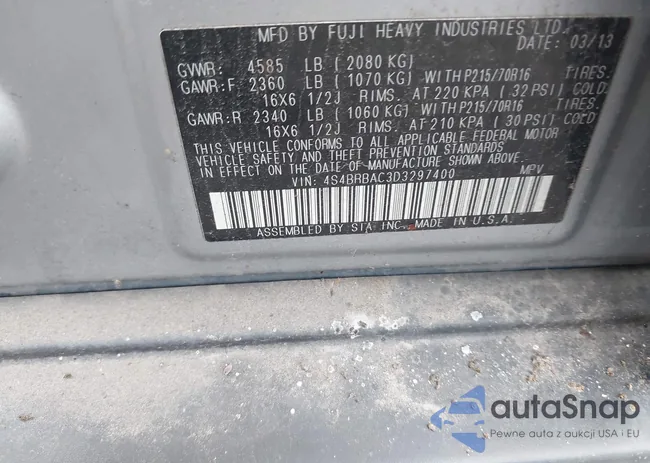 MFD BY FUJI HEAVY INDUSTRIES LTD.
DATE: 03/13
GVWR: 4585 LB ( 2080 KG)
GAWR:F 2360 LB ( 1070 KG) WITH P215/70R16 TIRES.
16X6 1/2J RIMS. AT 220 KPA ( 32 PSI) COLD
GAWR:R 2340 LB ( 1060 KG) WITH P215/70R16 TIRES.
16X6 1/2J RIMS. AT 210 KPA ( 30 PSI) COLD
THIS VEHICLE CONFORMS TO ALL APPLICABLE FEDERAL MOTOR
VEHICLE SAFETY AND THEFT PREVENTION STANDARDS
IN EFFECT ON THE DATE OF MANUFACTURE SHOWN ABOVE.
VIN: 4S4BRBAC3D3297400 MPV
ASSEMBLED BY SIA INC. MADE IN U.S.A.
autaSnap
Pewne auta z aukcji USA i EU